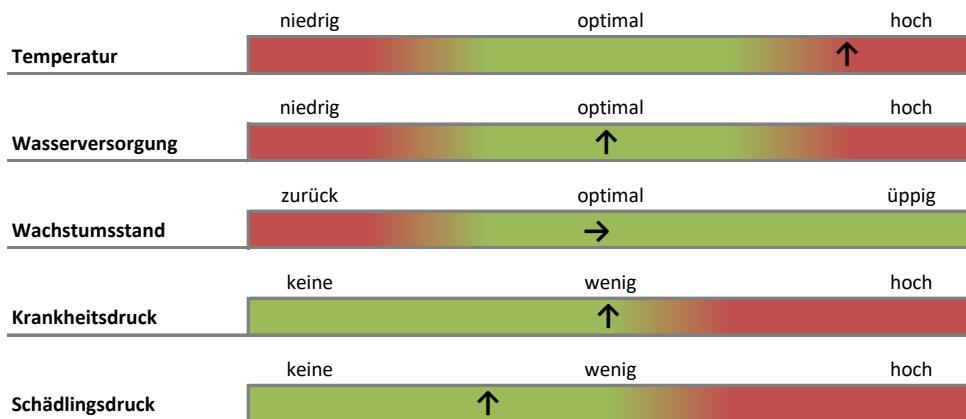 niedrig optimal hoch
Temperatur
niedrig optimal hoch
Wasserversorgung
zurück optimal üppig
Wachstumsstand
keine wenig hoch
Krankheitsdruck
keine wenig hoch
Schädlingsdruck